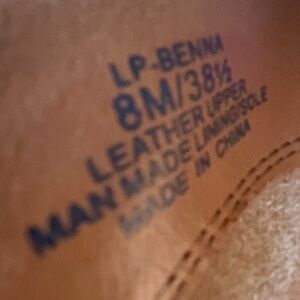 LP-BENNA
8M/38½
LEATHER UPPER
MAN MADE LINING/SOLE
MADE IN CHINA